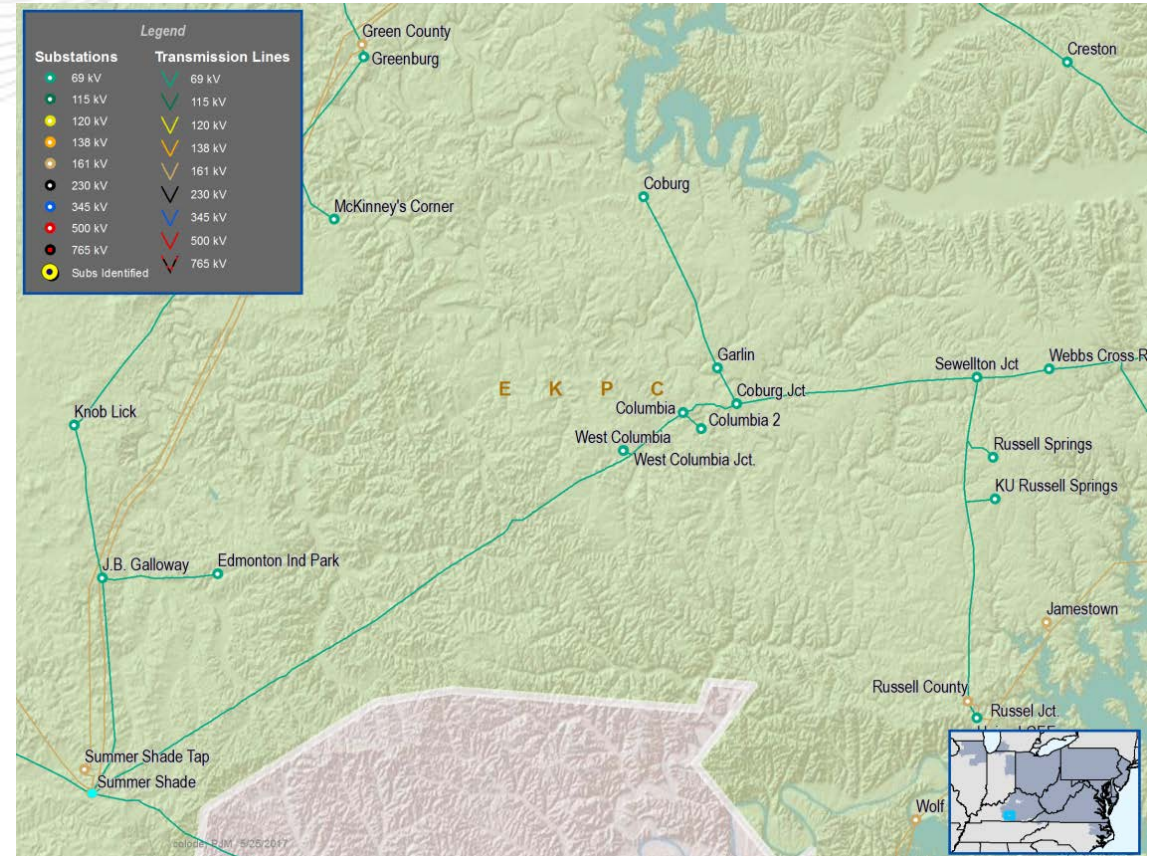 Legend
Substations
Transmission Lines
69 kV
69 kV
115 kV
115 kV
120 kV
120 kV
138 kV
138 kV
161 kV
161 kV
230 kV
230 kV
345 kV
345 kV
500 kV
500 kV
765 kV
765 kV
Subs Identified
Green County
Greenburg
Creston
McKinney's Corner
Coburg
Garlin
Sewellton Jct
Webbs Cross R
E K P C
Coburg Jct
Knob Lick
Columbia
Columbia 2
West Columbia
West Columbia Jct.
Russell Springs
KU Russell Springs
J.B. Galloway
Edmonton Ind Park
Jamestown
Russell County
Russel Jct.
Summer Shade Tap
Summer Shade
Wolf
PJM 5/25/2017